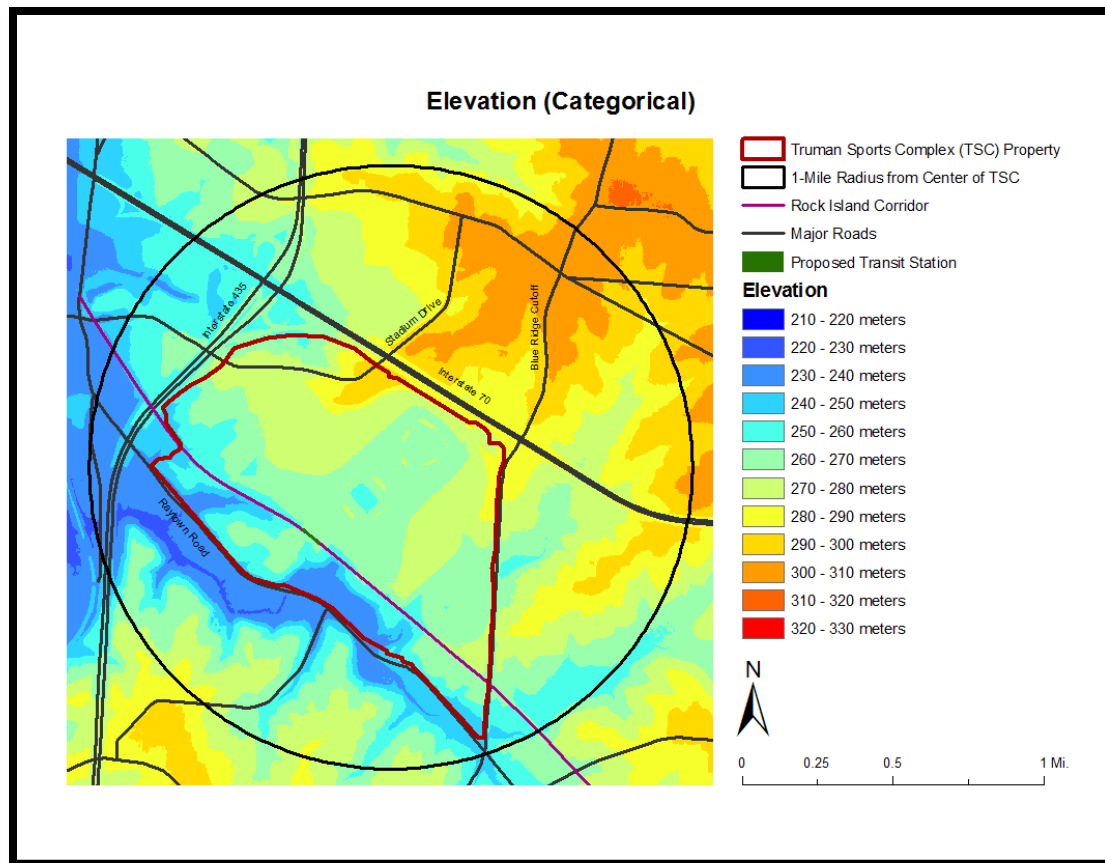 Elevation (Categorical)
Truman Sports Complex (TSC) Property
1-Mile Radius from Center of TSC
Rock Island Corridor
Major Roads
Proposed Transit Station
Elevation
210 - 220 meters
220 - 230 meters
230 - 240 meters
240 - 250 meters
250 - 260 meters
260 - 270 meters
270 - 280 meters
280 - 290 meters
290 - 300 meters
300 - 310 meters
310 - 320 meters
320 - 330 meters
Interstate 435
Stadium Drive
Blue Ridge Cutoff
Interstate 70
Raytown Road
N
0 0.25 0.5 1 Mi.